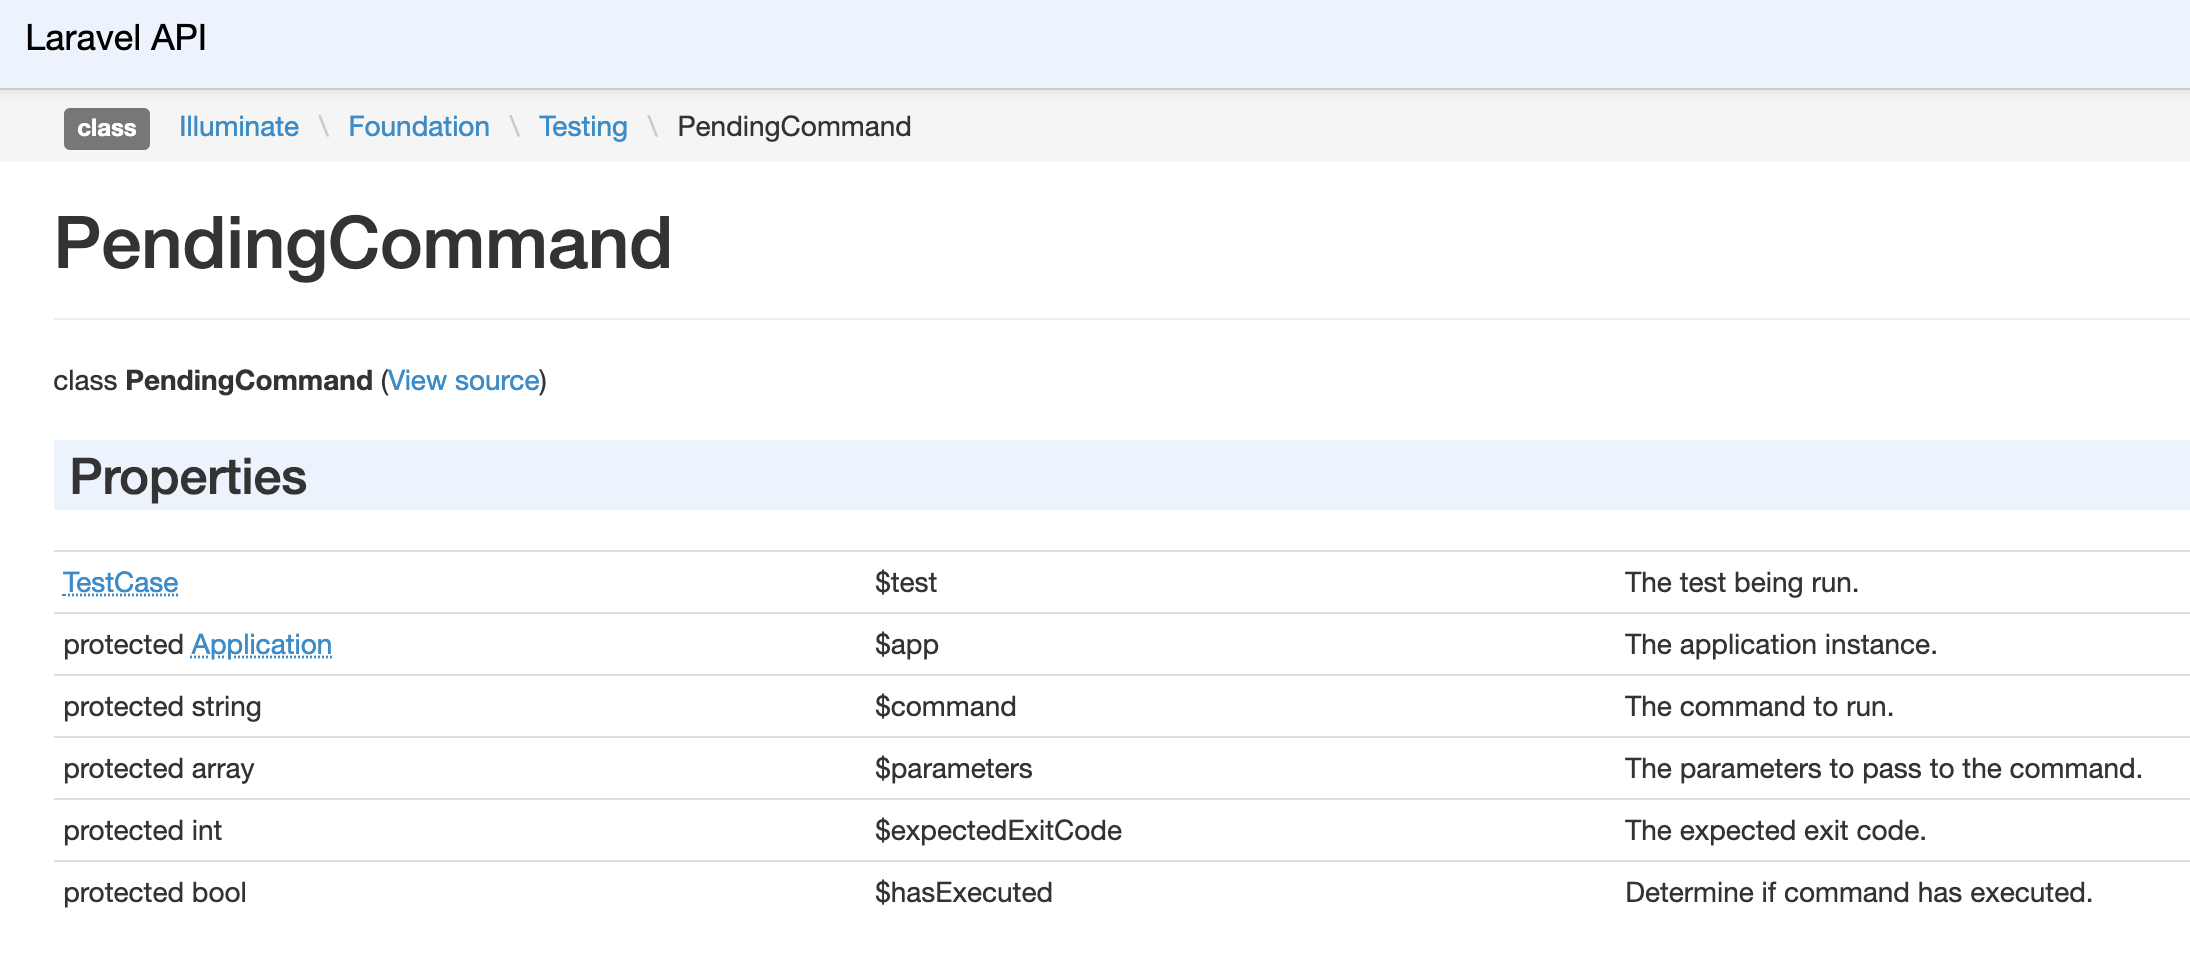 Laravel API
class Illuminate \ Foundation \ Testing \ PendingCommand
PendingCommand
class PendingCommand (View source)
Properties
TestCase $test The test being run.
protected Application $app The application instance.
protected string $command The command to run.
protected array $parameters The parameters to pass to the command.
protected int $expectedExitCode The expected exit code.
protected bool $hasExecuted Determine if command has executed.